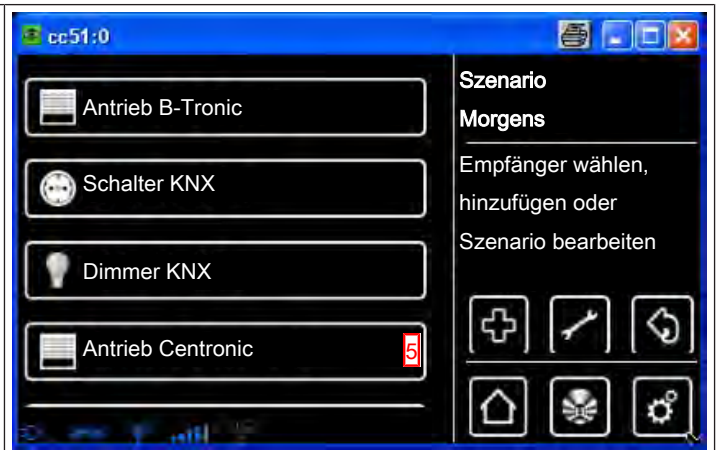 cc51:0
Antrieb B-Tronic
Schalter KNX
Dimmer KNX
Antrieb Centronic 5
Szenario
Morgens
Empfänger wählen,
hinzufügen oder
Szenario bearbeiten